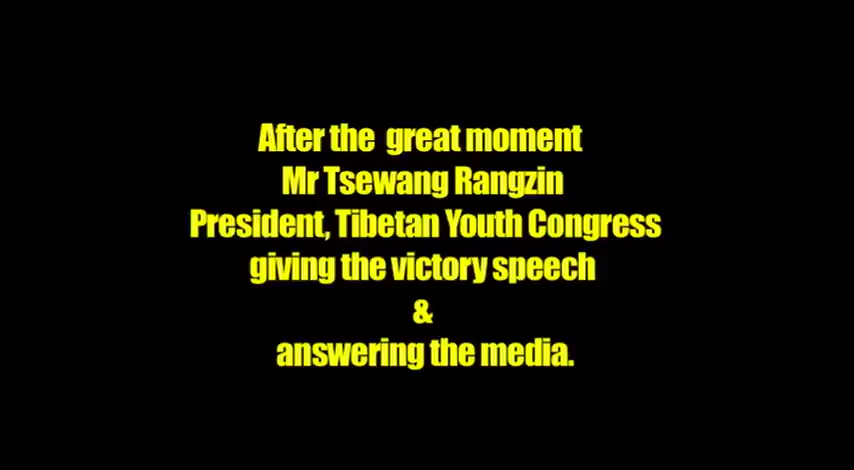 After the great moment
Mr Tsewang Rangzin
President, Tibetan Youth Congress
giving the victory speech
&
answering the media.